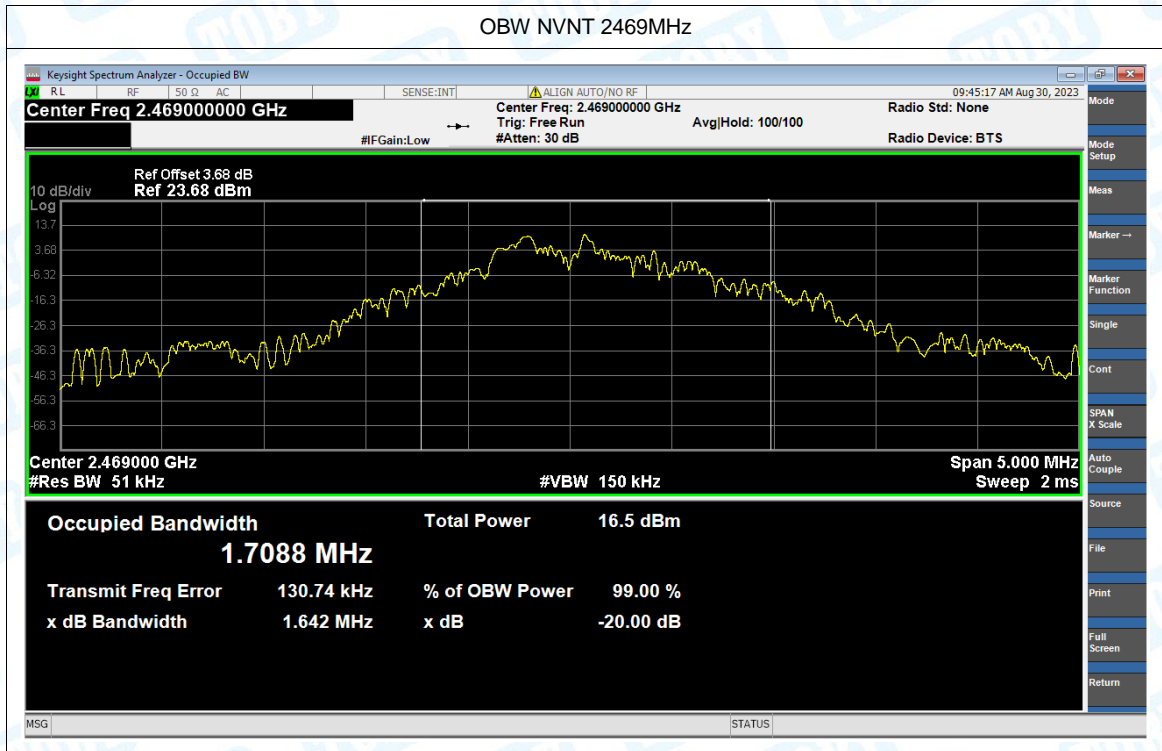 OBW NVNT 2469MHz
Keysight Spectrum Analyzer - Occupied BW
LXI RL RF 50 Ω AC SENSE:INT ⚠ALIGN AUTO/NO RF 09:45:17 AM Aug 30, 2023
Center Freq 2.469000000 GHz
Center Freq: 2.469000000 GHz
Radio Std: None
Trig: Free Run
Avg|Hold: 100/100
#IFGain:Low
#Atten: 30 dB
Radio Device: BTS
Ref Offset 3.68 dB
10 dB/div Ref 23.68 dBm
Log
13.7
3.68
-6.32
-16.3
-26.3
-36.3
-46.3
-56.3
-66.3
Center 2.469000 GHz Span 5.000 MHz
#Res BW 51 kHz #VBW 150 kHz Sweep 2 ms
Occupied Bandwidth Total Power 16.5 dBm
1.7088 MHz
Transmit Freq Error 130.74 kHz % of OBW Power 99.00 %
x dB Bandwidth 1.642 MHz x dB -20.00 dB
MSG STATUS
Mode
Mode
Setup
Meas
Marker →
Marker
Function
Single
Cont
SPAN
X Scale
Auto
Couple
Source
File
Print
Full
Screen
Return
TOBY